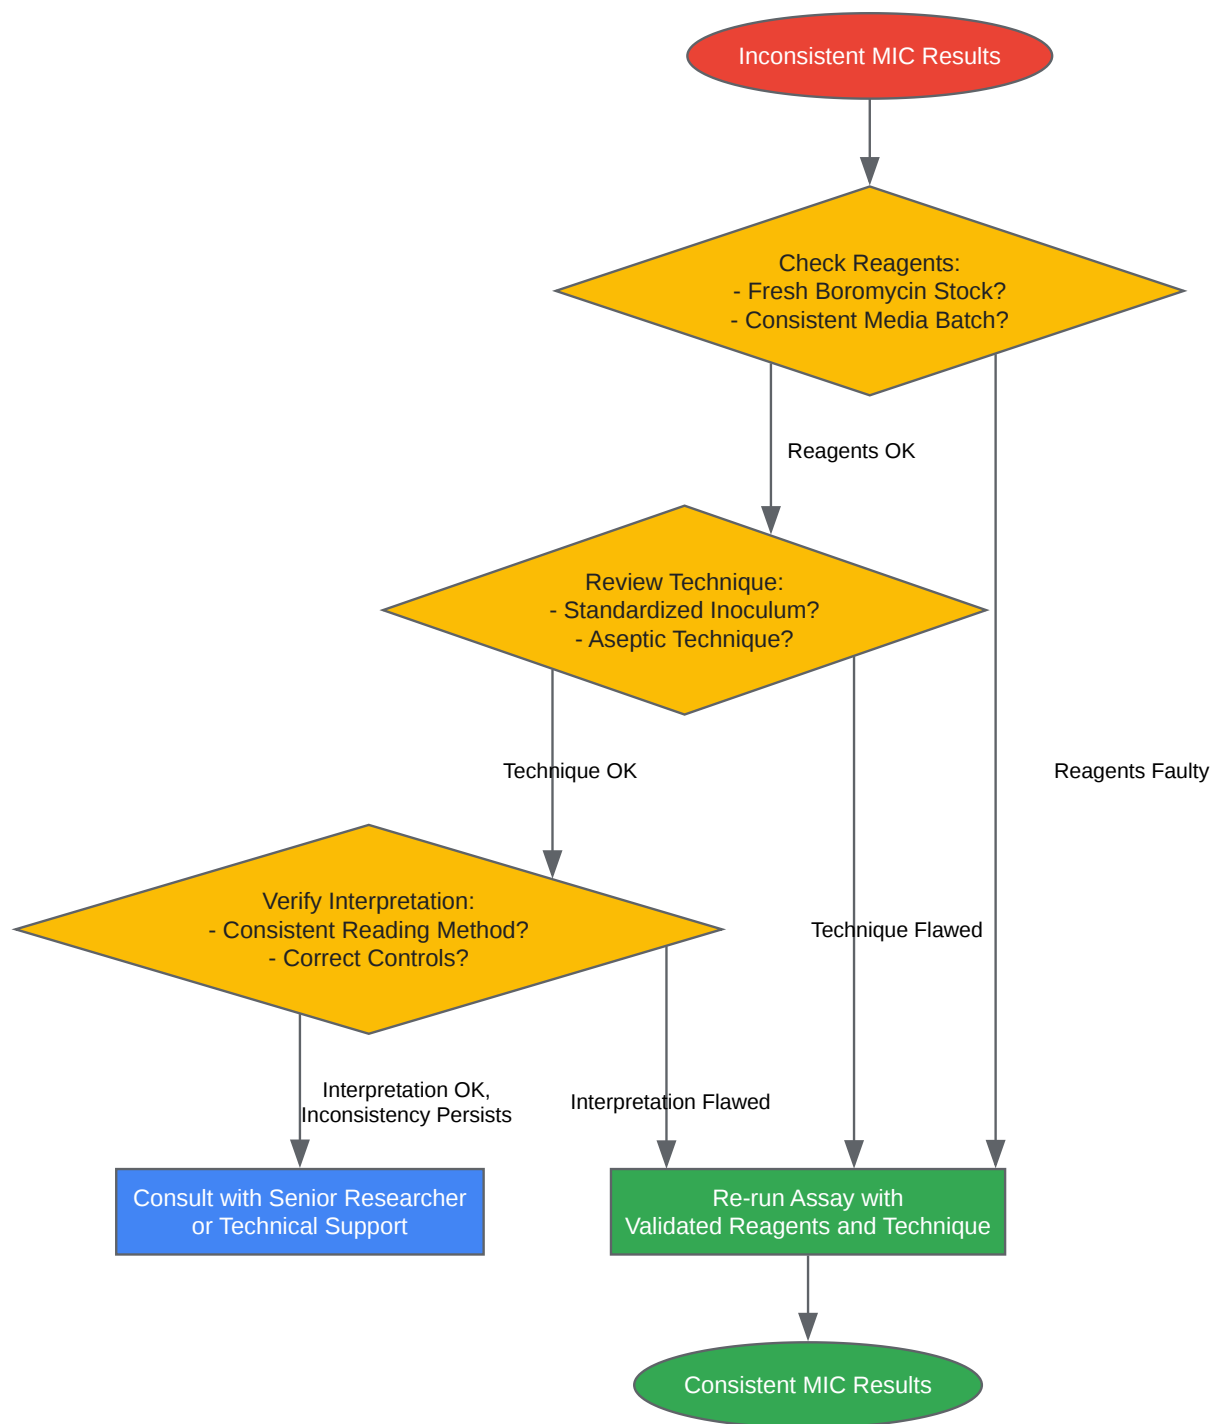 Inconsistent MIC Results
Check Reagents:
- Fresh Boromycin Stock?
- Consistent Media Batch?
Reagents OK
Review Technique:
- Standardized Inoculum?
- Aseptic Technique?
Technique OK
Reagents Faulty
Verify Interpretation:
- Consistent Reading Method?
- Correct Controls?
Technique Flawed
Interpretation OK,
Inconsistency Persists
Interpretation Flawed
Consult with Senior Researcher
or Technical Support
Re-run Assay with
Validated Reagents and Technique
Consistent MIC Results